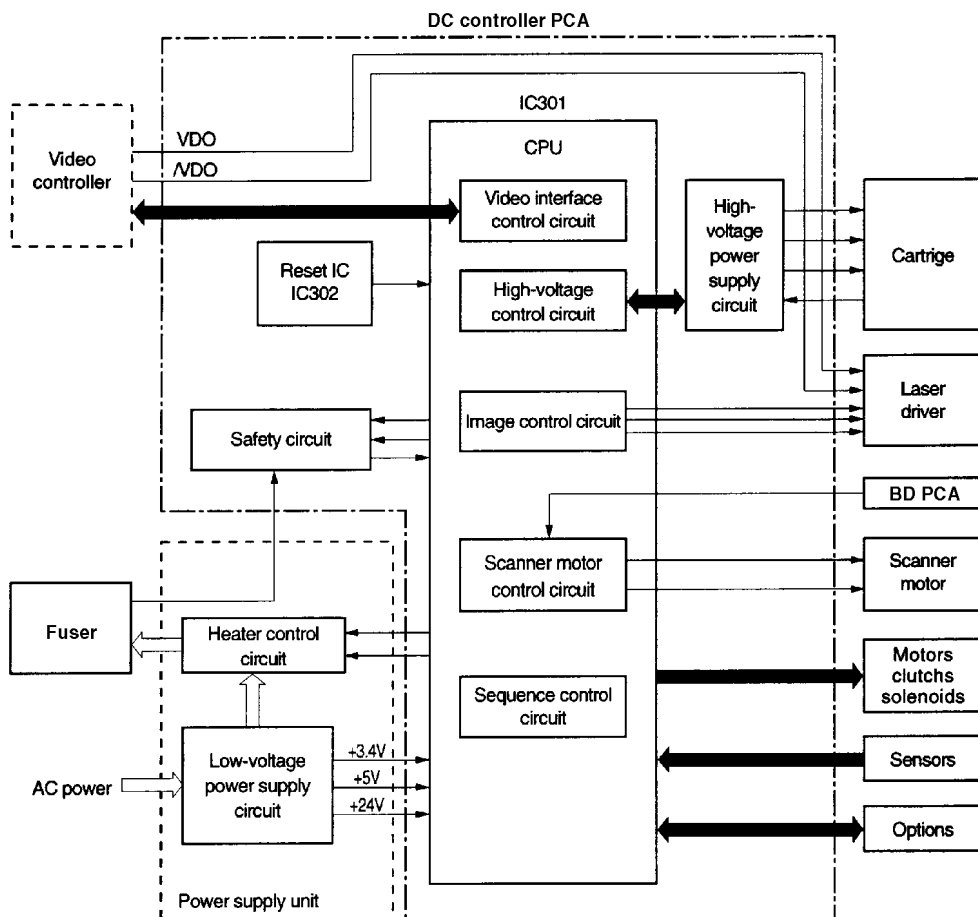 DC controller PCA
IC301
CPU
Video
controller
VDO
/VDO
Video interface
control circuit
High-
voltage
power
supply
circuit
Cartrige
Reset IC
IC302
High-voltage
control circuit
Laser
driver
Safety circuit
Image control circuit
BD PCA
Scanner motor
control circuit
Scanner
motor
Fuser
Heater control
circuit
Motors
clutchs
solenoids
Sequence control
circuit
AC power
Low-voltage
power supply
circuit
+3.4V
+5V
+24V
Sensors
Options
Power supply unit